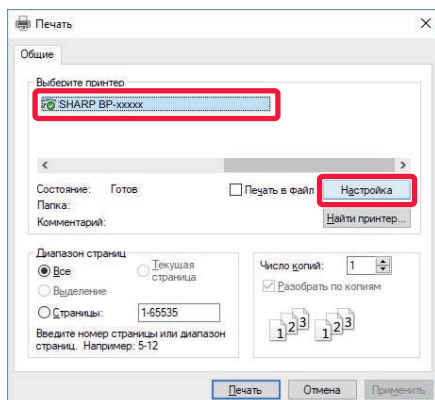 Печать
Общие
Выберите принтер
SHARP BP-xxxxx
Состояние: Готов
Печать в файл
Настройка
Папка:
Комментарий:
Найти принтер...
Диапазон страниц
Все
Текущая страница
Выделение
Страницы: 1-65535
Введите номер страницы или диапазон
страниц. Например: 5-12
Число копий: 1
Разобрать по копиям
1 2 3 1 2 3
Печать Отмена Применить